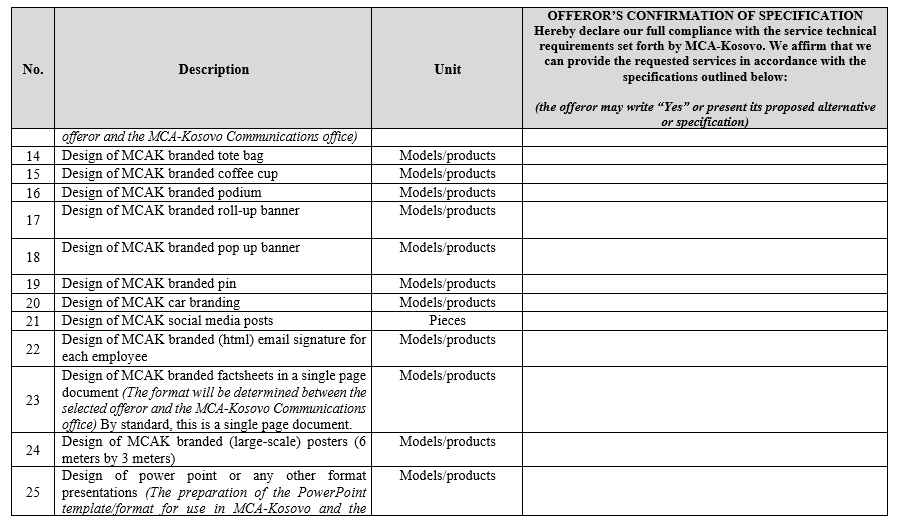 No.
Description
Unit
OFFEROR'S CONFIRMATION OF SPECIFICATION
Hereby declare our full compliance with the service technical
requirements set forth by MCA-Kosovo. We affirm that we
can provide the requested services in accordance with the
specifications outlined below:
(the offeror may write “Yes” or present its proposed alternative
or specification)
offeror and the MCA-Kosovo Communications office)
14 Design of MCAK branded tote bag Models/products
15 Design of MCAK branded coffee cup Models/products
16 Design of MCAK branded podium Models/products
17 Design of MCAK branded roll-up banner Models/products
18 Design of MCAK branded pop up banner Models/products
19 Design of MCAK branded pin Models/products
20 Design of MCAK car branding Models/products
21 Design of MCAK social media posts Pieces
22 Design of MCAK branded (html) email signature for Models/products
each employee
23 Design of MCAK branded factsheets in a single page Models/products
document (The format will be determined between the
selected offeror and the MCA-Kosovo Communications
office) By standard, this is a single page document.
24 Design of MCAK branded (large-scale) posters (6 Models/products
meters by 3 meters)
25 Design of power point or any other format Models/products
presentations (The preparation of the PowerPoint
template/format for use in MCA-Kosovo and the